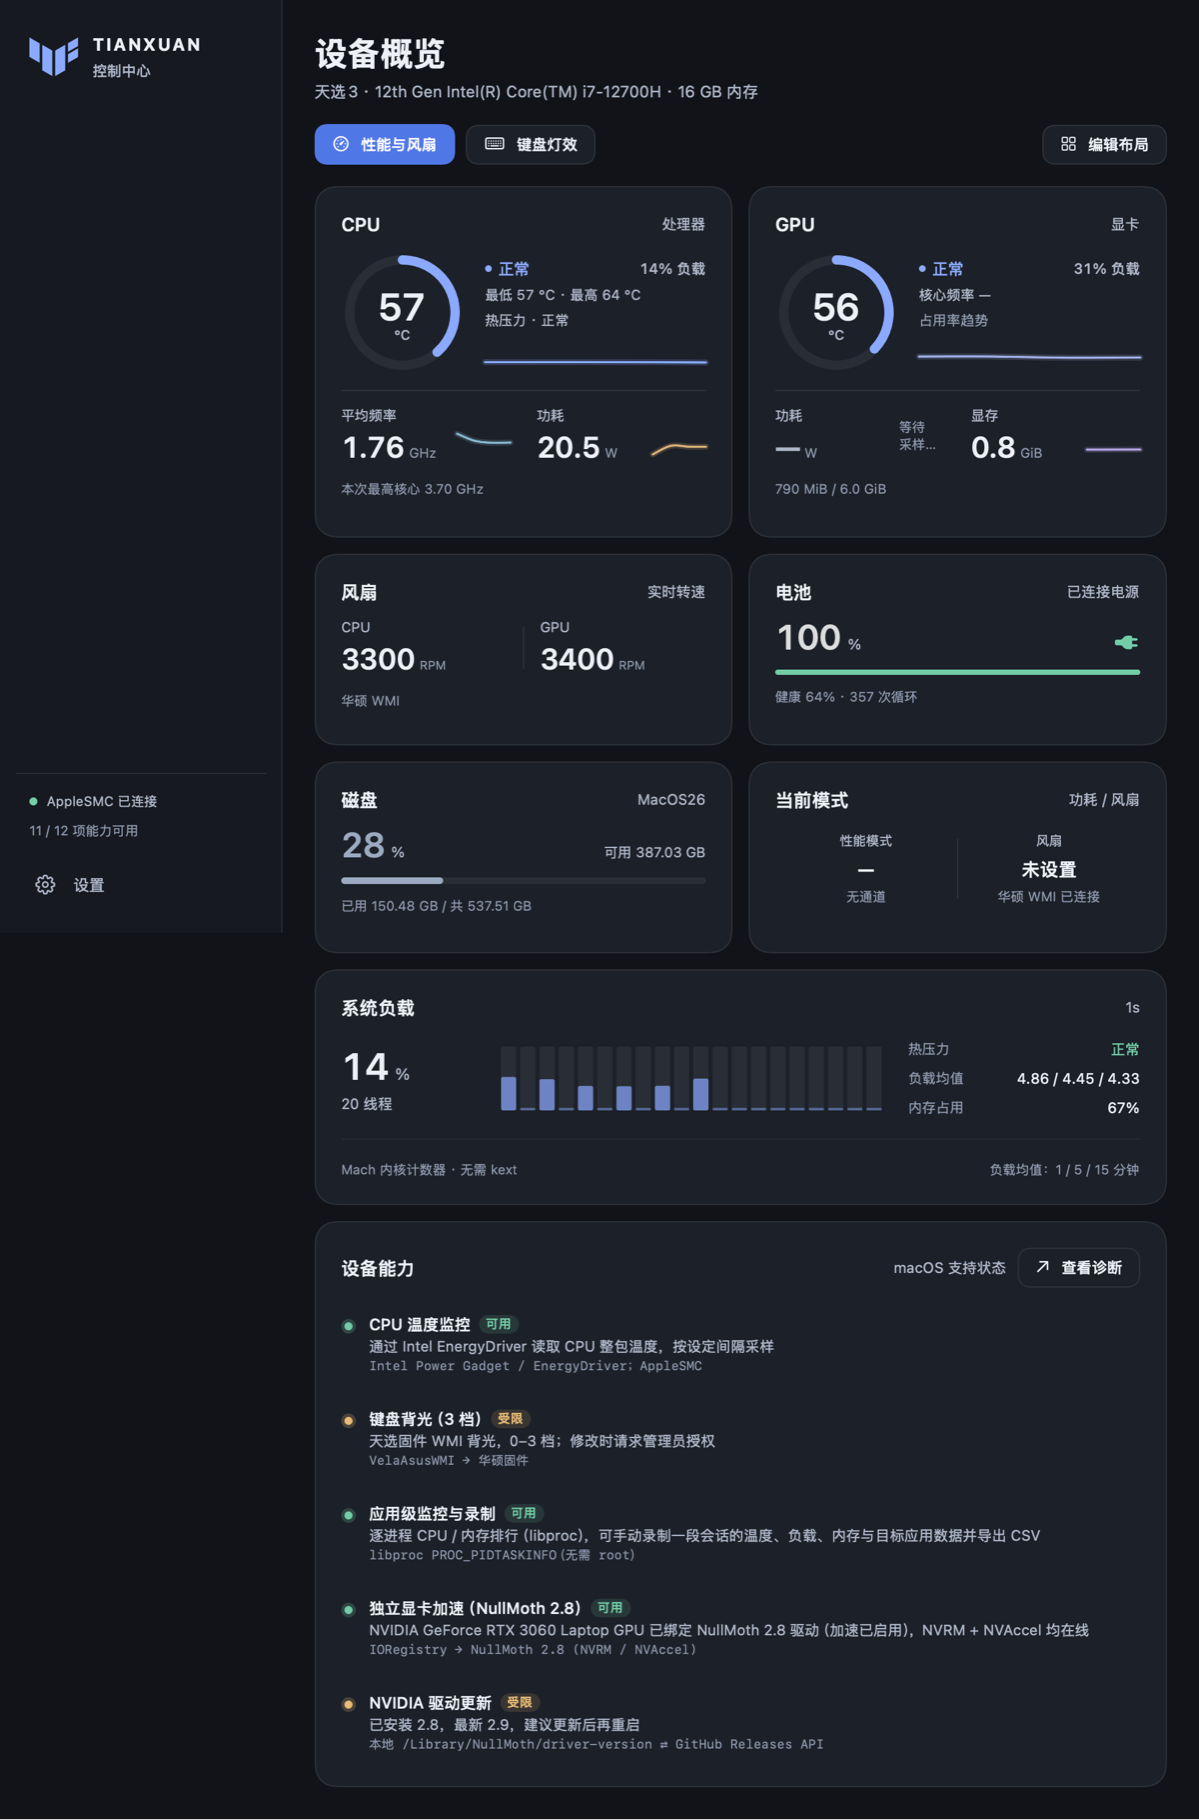 TIANXUAN
控制中心
设备概览
天选 3 · 12th Gen Intel(R) Core(TM) i7-12700H · 16 GB 内存
性能与风扇
键盘灯效
编辑布局
CPU
处理器
57
°C
正常
14% 负载
最低 57 °C · 最高 64 °C
热压力 · 正常
平均频率
1.76 GHz
功耗
20.5 W
本次最高核心 3.70 GHz
GPU
显卡
56
°C
正常
31% 负载
核心频率 —
占用率趋势
功耗
— W
等待
采样...
显存
0.8 GiB
790 MiB / 6.0 GiB
风扇
实时转速
CPU
3300 RPM
GPU
3400 RPM
华硕 WMI
电池
已连接电源
100 %
健康 64% · 357 次循环
磁盘
MacOS26
28 %
可用 387.03 GB
已用 150.48 GB / 共 537.51 GB
当前模式
功耗 / 风扇
性能模式
—
无通道
风扇
未设置
华硕 WMI 已连接
AppleSMC 已连接
11 / 12 项能力可用
设置
系统负载
1s
14 %
20 线程
热压力
正常
负载均值
4.86 / 4.45 / 4.33
内存占用
67%
Mach 内核计数器 · 无需 kext
负载均值：1 / 5 / 15 分钟
设备能力
macOS 支持状态
查看诊断
CPU 温度监控 可用
通过 Intel EnergyDriver 读取 CPU 整包温度，按设定间隔采样
Intel Power Gadget / EnergyDriver；AppleSMC
键盘背光（3 档） 受限
天选固件 WMI 背光，0–3 档；修改时请求管理员授权
VelaAsusWMI → 华硕固件
应用级监控与录制 可用
逐进程 CPU / 内存排行 (libproc)，可手动录制一段会话的温度、负载、内存与目标应用数据并导出 CSV
libproc PROC_PIDTASKINFO（无需 root）
独立显卡加速（NullMoth 2.8） 可用
NVIDIA GeForce RTX 3060 Laptop GPU 已绑定 NullMoth 2.8 驱动 (加速已启用)，NVRM + NVAccel 均在线
IORegistry → NullMoth 2.8 (NVRM / NVAccel)
NVIDIA 驱动更新 受限
已安装 2.8，最新 2.9，建议更新后再重启
本地 /Library/NullMoth/driver-version ⇄ GitHub Releases API